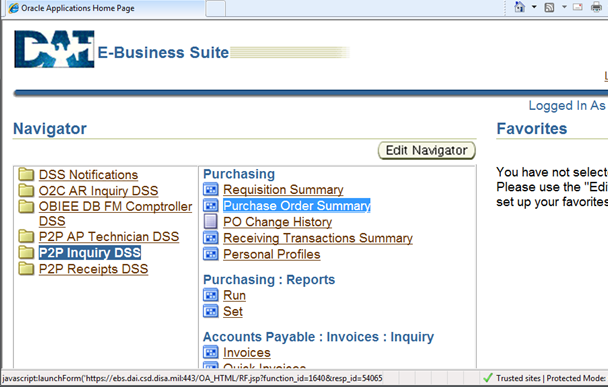 Oracle Applications Home Page
DAI E-Business Suite
Logged In As
Navigator
Favorites
Edit Navigator
You have not selecte
Please use the "Edi
set up your favorites
DSS Notifications
O2C AR Inquiry DSS
OBIEEE DB FM Comptroller
DSS
P2P AP Technician DSS
P2P Inquiry DSS
P2P Receipts DSS
Purchasing
Requisition Summary
Purchase Order Summary
PO Change History
Receiving Transactions Summary
Personal Profiles
Purchasing : Reports
Run
Set
Accounts Payable : Invoices : Inquiry
Invoices
Quick Invoices
javascript:launchForm('https://ebs.dai.csd.disa.mil:443/OA_HTML/RF.jsp?function_id=1640&resp_id=54065
Trusted sites | Protected Mode: